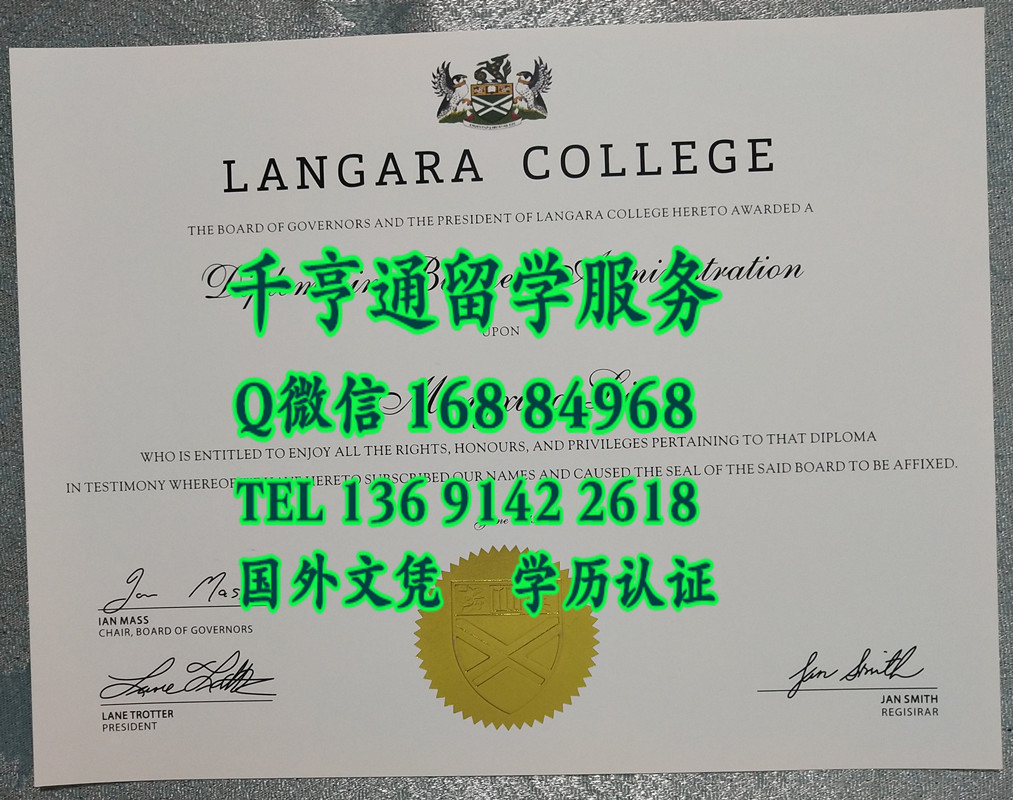 LANGARA COLLEGE
THE BOARD OF GOVERNORS AND THE PRESIDENT OF LANGARA COLLEGE HERETO AWARDED A
千亨通留学服务
UPON
Q微信 168 84968
WHO IS ENTITLED TO ENJOY ALL THE RIGHTS, HONOURS, AND PRIVILEGES PERTAINING TO THAT DIPLOMA
IN TESTIMONY WHEREOF HERETO SUBSCRIBED OUR NAMES AND CAUSED THE SEAL OF THE SAID BOARD TO BE AFFIXED.
TEL 136 9142 2618
国外文凭 学历认证
IAN MASS
CHAIR, BOARD OF GOVERNORS
LANE TROTTER
PRESIDENT
Jan Smith
JAN SMITH
REGISIRAR